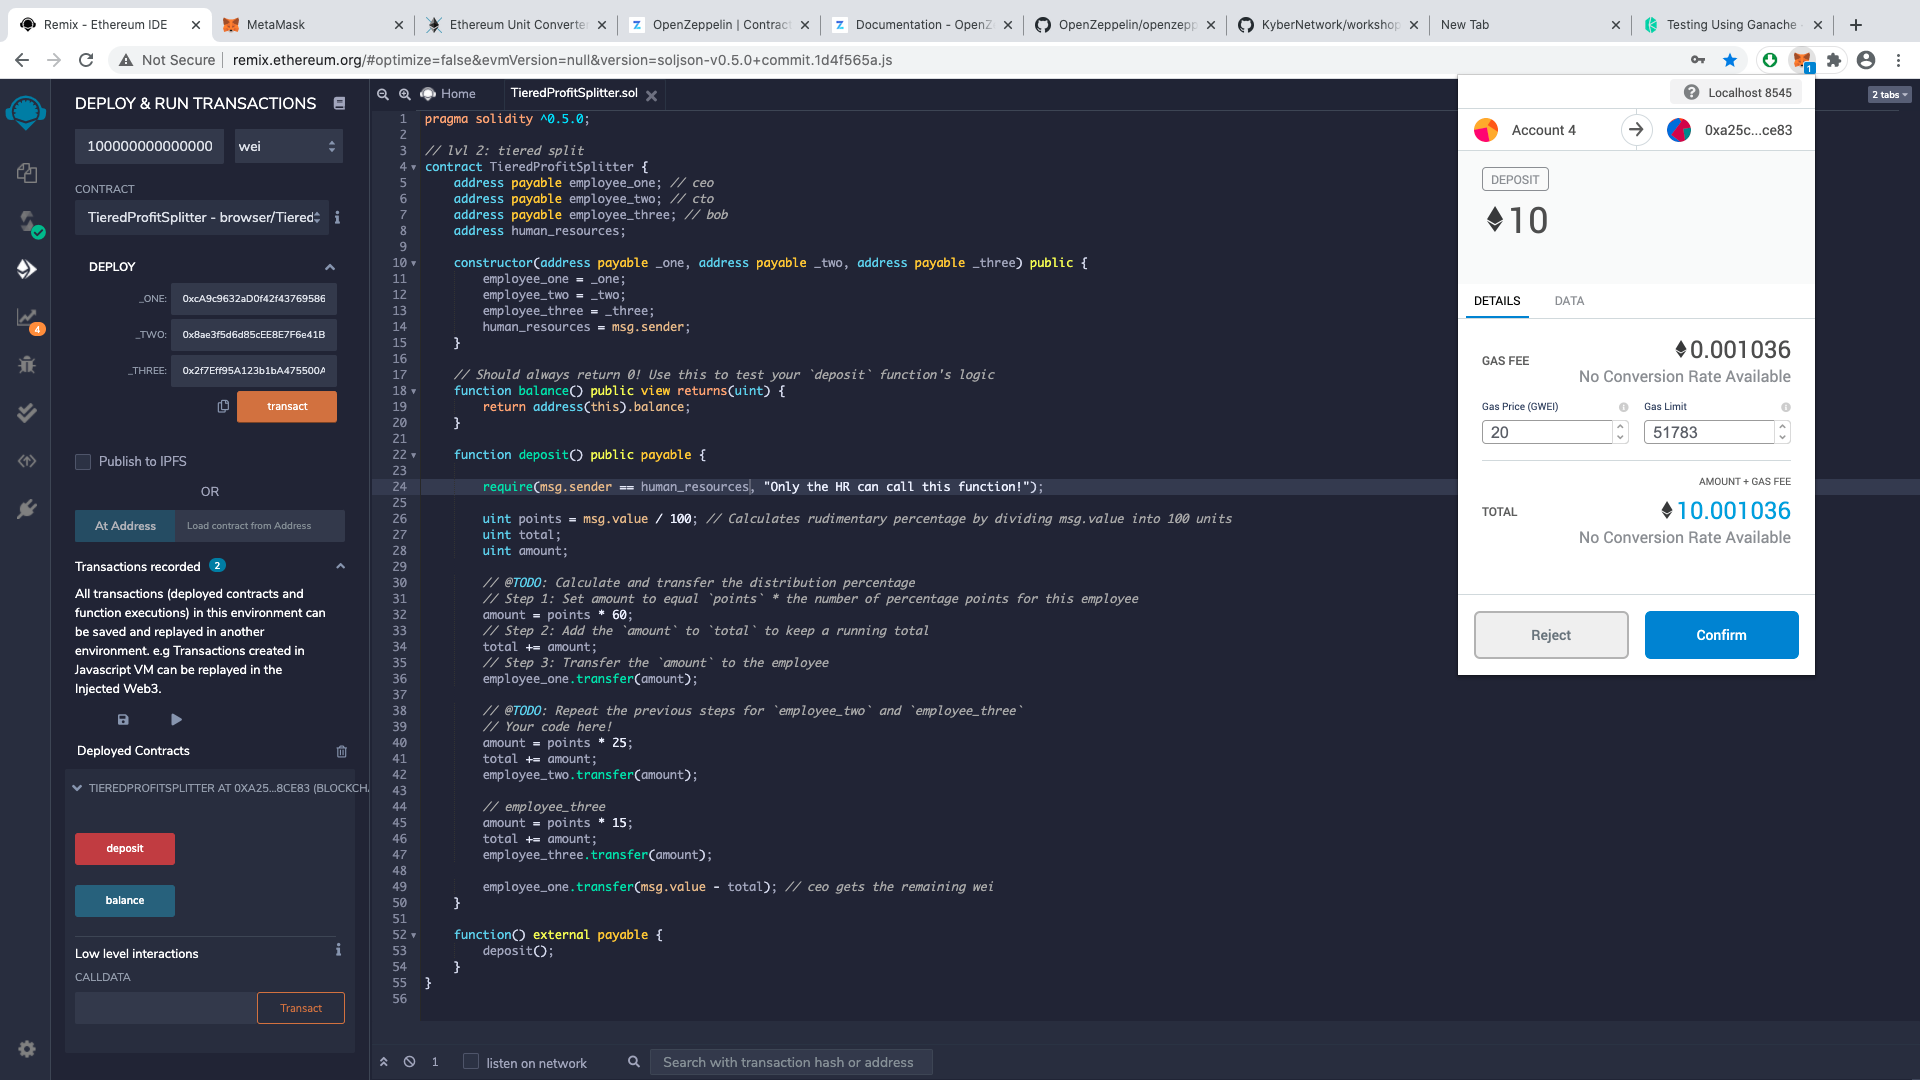 Remix - Ethereum IDE
MetaMask
Ethereum Unit Converter
OpenZeppelin | Contract
Documentation - OpenZ
OpenZeppelin/openzepp
KyberNetwork/workshop
New Tab
Testing Using Ganache
Not Secure | remix.ethereum.org/#optimize=false&evmVersion=null&version=soljson-v0.5.0+commit.1d4f565a.js
1
DEPLOY & RUN TRANSACTIONS
100000000000000
wei
CONTRACT
TieredProfitSplitter - browser/Tiered
DEPLOY
_ONE: 0xcA9c9632aD0f42f43769586
_TWO: 0x8ae3f5d6d85cEE8E7F6e41B
_THREE: 0x2f7Eff95A123b1bA475500A
transact
Publish to IPFS
OR
At Address
Load contract from Address
Transactions recorded 2
All transactions (deployed contracts and
function executions) in this environment can
be saved and replayed in another
environment. e.g Transactions created in
Javascript VM can be replayed in the
Injected Web3.
Deployed Contracts
TIEREDPROFITSPLITTER AT 0XA25...8CE83 (BLOCKCHA
deposit
balance
Low level interactions
CALLDATA
Transact
4
Home
TieredProfitSplitter.sol
2 tabs
1 pragma solidity ^0.5.0;
2
3 // lvl 2: tiered split
4 contract TieredProfitSplitter {
5 address payable employee_one; // ceo
6 address payable employee_two; // cto
7 address payable employee_three; // bob
8 address human_resources;
9
10 constructor(address payable _one, address payable _two, address payable _three) public {
11 employee_one = _one;
12 employee_two = _two;
13 employee_three = _three;
14 human_resources = msg.sender;
15 }
16
17 // Should always return 0! Use this to test your `deposit` function's logic
18 function balance() public view returns(uint) {
19 return address(this).balance;
20 }
21
22 function deposit() public payable {
23
24 require(msg.sender == human_resources, "Only the HR can call this function!");
25
26 uint points = msg.value / 100; // Calculates rudimentary percentage by dividing msg.value into 100 units
27 uint total;
28 uint amount;
29
30 // @TODO: Calculate and transfer the distribution percentage
31 // Step 1: Set amount to equal `points` * the number of percentage points for this employee
32 amount = points * 60;
33 // Step 2: Add the `amount` to `total` to keep a running total
34 total += amount;
35 // Step 3: Transfer the `amount` to the employee
36 employee_one.transfer(amount);
37
38 // @TODO: Repeat the previous steps for `employee_two` and `employee_three`
39 // Your code here!
40 amount = points * 25;
41 total += amount;
42 employee_two.transfer(amount);
43
44 // employee_three
45 amount = points * 15;
46 total += amount;
47 employee_three.transfer(amount);
48
49 employee_one.transfer(msg.value - total); // ceo gets the remaining wei
50 }
51
52 function() external payable {
53 deposit();
54 }
55 }
56
1
listen on network
Search with transaction hash or address
Localhost 8545
Account 4
0xa25c...ce83
DEPOSIT
10
DETAILS
DATA
GAS FEE
0.001036
No Conversion Rate Available
Gas Price (GWEI)
Gas Limit
20
51783
AMOUNT + GAS FEE
TOTAL
10.001036
No Conversion Rate Available
Reject
Confirm